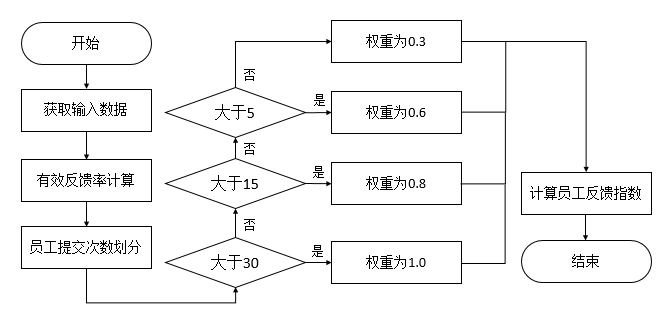 开始
获取输入数据
有效反馈率计算
员工提交次数划分
大于30
是
权重为1.0
否
大于15
是
权重为0.8
否
大于5
是
权重为0.6
否
权重为0.3
计算员工反馈指数
结束